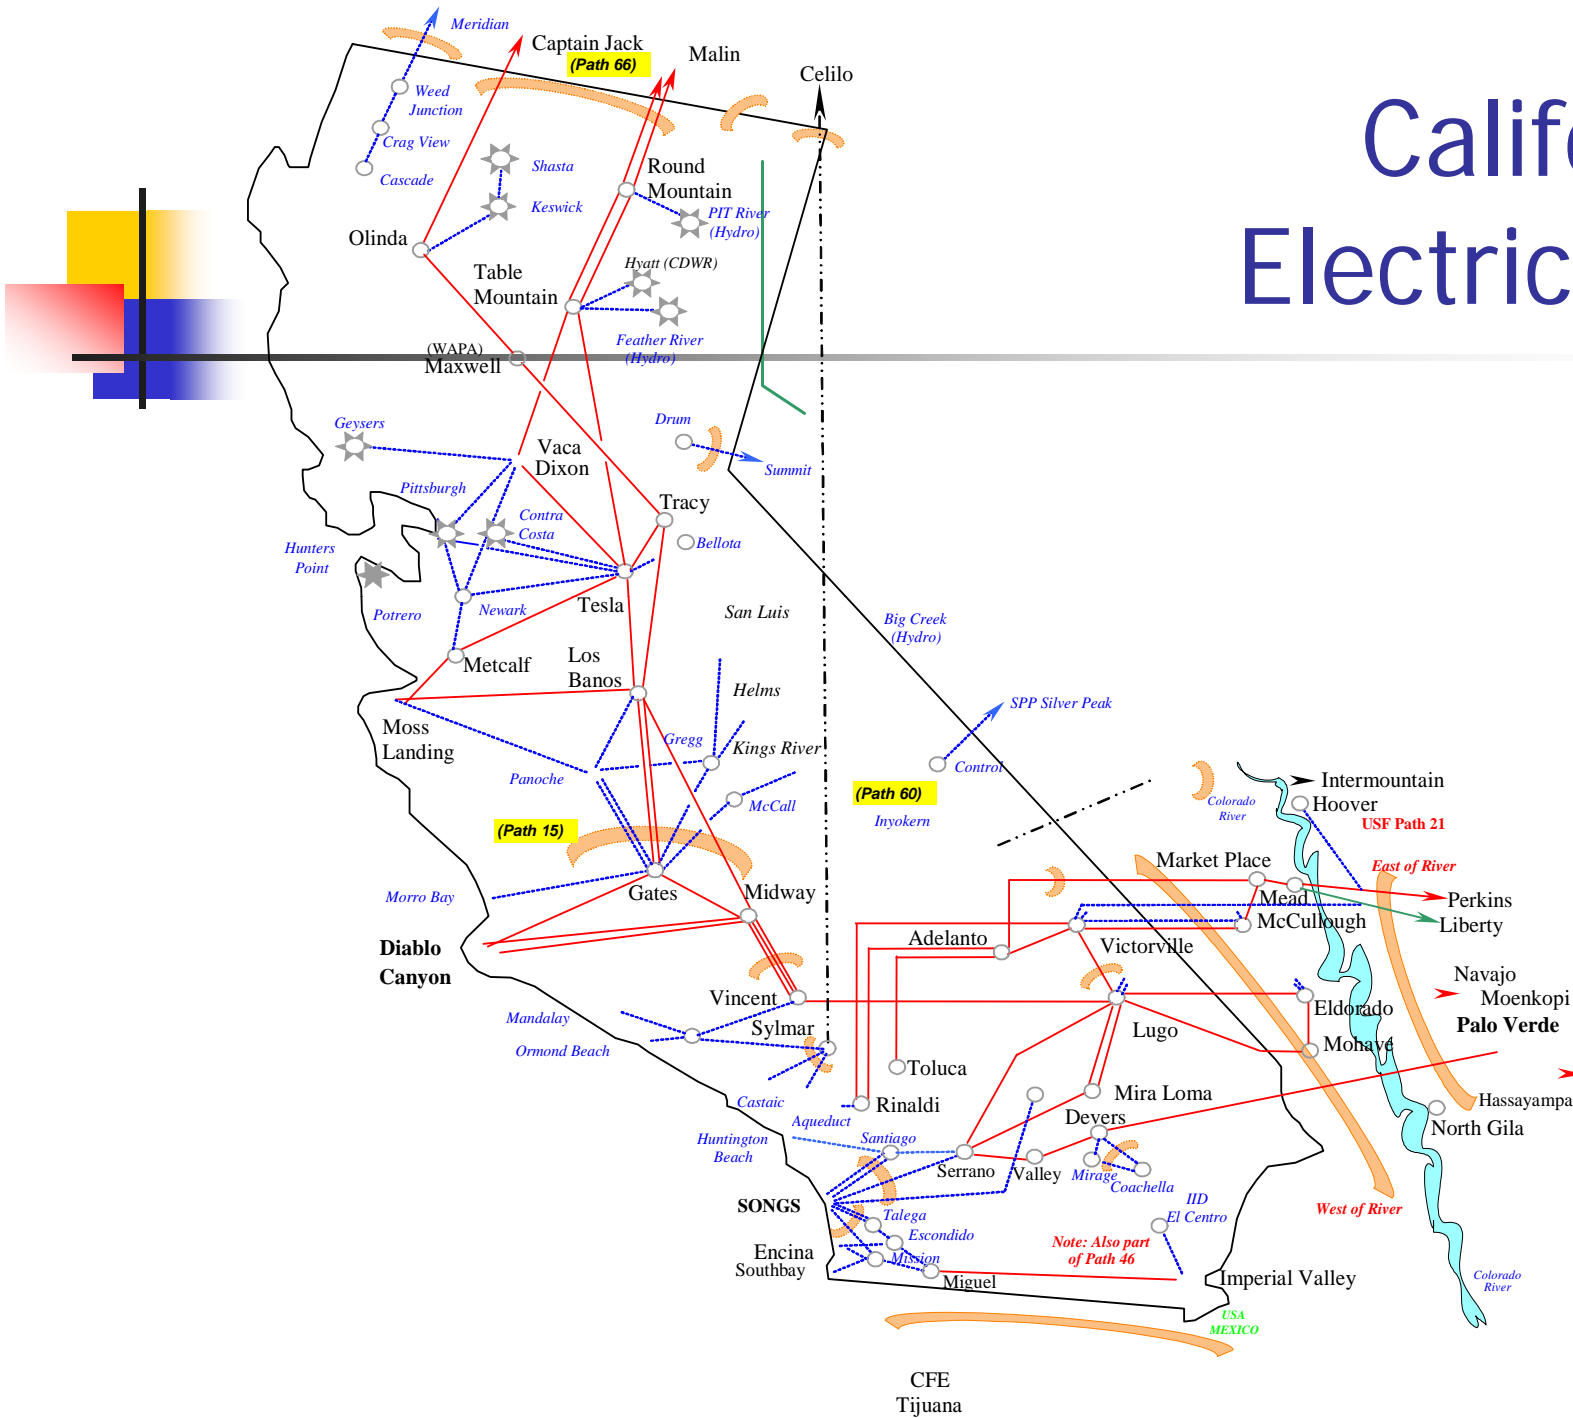 Meridian
Captain Jack
(Path 66)
Malin
Celilo
Califo
Electric
Weed
Junction
Crag View
Cascade
Shasta
Keswick
Round
Mountain
PIT River
(Hydro)
Olinda
Table
Mountain
Hyatt (CDWR)
Feather River
(Hydro)
(WAPA)
Maxwell
Geysers
Drum
Summit
Vaca
Dixon
Pittsburgh
Contra
Costa
Tracy
Bellota
Hunters
Point
Potrero
Newark
Tesla
San Luis
Big Creek
(Hydro)
Metcalf
Los
Banos
Helms
SPP Silver Peak
Moss
Landing
Gregg
Kings River
Panoche
Control
McCall
(Path 60)
Inyokern
(Path 15)
Intermountain
Hoover
Colorado
River
USF Path 21
Market Place
East of River
Morro Bay
Gates
Midway
Mead
Perkins
McCullough
Liberty
Adelanto
Victorville
Diablo
Canyon
Navajo
Moenkopi
Vincent
Eldorado
Palo Verde
Mandalay
Sylmar
Lugo
Ormond Beach
Mohave
Toluca
Castaic
Rinaldi
Mira Loma
Hassayampa
Aqueduct
Devers
North Gila
Huntington
Beach
Santiago
Serrano
Valley
Mirage
Coachella
SONGS
IID
El Centro
West of River
Talega
Escondido
Encina
Mission
Southbay
Note: Also part
of Path 46
Miguel
Imperial Valley
Colorado
River
USA
MEXICO
CFE
Tijuana